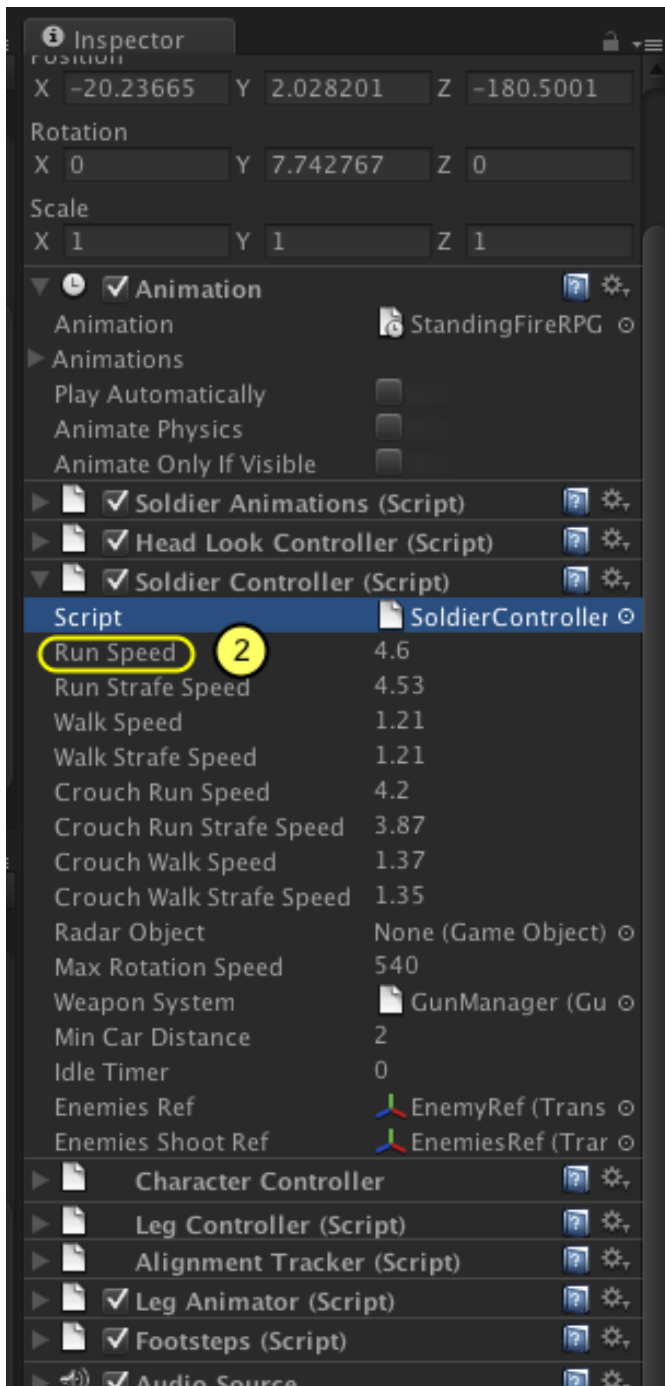 Inspector
Position
X -20.23665 Y 2.028201 Z -180.5001
Rotation
X 0 Y 7.742767 Z 0
Scale
X 1 Y 1 Z 1
Animation
Animation StandingFireRPG
Animations
Play Automatically
Animate Physics
Animate Only If Visible
Soldier Animations (Script)
Head Look Controller (Script)
Soldier Controller (Script)
Script SoldierController
Run Speed 2 4.6
Run Strafe Speed 4.53
Walk Speed 1.21
Walk Strafe Speed 1.21
Crouch Run Speed 4.2
Crouch Run Strafe Speed 3.87
Crouch Walk Speed 1.37
Crouch Walk Strafe Speed 1.35
Radar Object None (Game Object)
Max Rotation Speed 540
Weapon System GunManager (Gu
Min Car Distance 2
Idle Timer 0
Enemies Ref EnemyRef (Trans
Enemies Shoot Ref EnemiesRef (Trar
Character Controller
Leg Controller (Script)
Alignment Tracker (Script)
Leg Animator (Script)
Footsteps (Script)
Audio Source